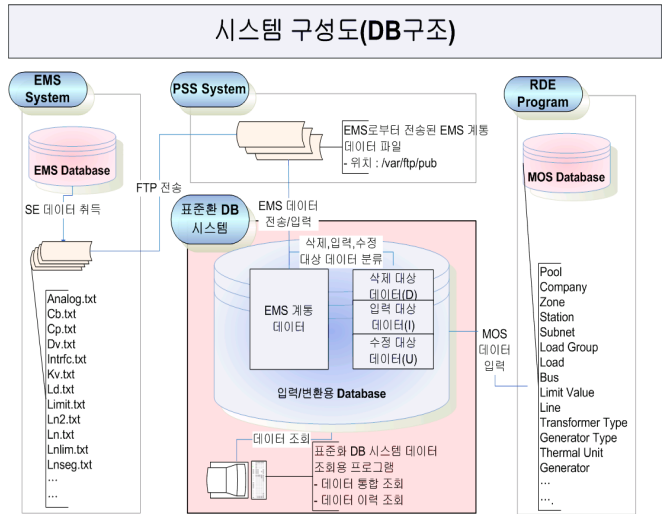 시스템 구성도(DB구조)
EMS
System
EMS Database
SE 데이터 취득
Analog.txt
Cb.txt
Cp.txt
Dv.txt
Intrfc.txt
Kv.txt
Ld.txt
Limit.txt
Ln2.txt
Ln.txt
Lnlim.txt
Lnseg.txt
…
…
FTP 전송
PSS System
EMS로부터 전송된 EMS 계통
데이터 파일
- 위치 : /var/ftp/pub
EMS 데이터
전송/입력
표준환 DB
시스템
삭제,입력,수정
대상 데이터 분류
EMS 계통
데이터
삭제 대상
데이터(D)
입력 대상
데이터(I)
수정 대상
데이터(U)
입력/변환용 Database
데이터 조회
표준화 DB 시스템 데이터
조회용 프로그램
- 데이터 통합 조회
- 데이터 이력 조회
MOS
데이터
입력
RDE
Program
MOS Database
Pool
Company
Zone
Station
Subnet
Load Group
Load
Bus
Limit Value
Line
Transformer Type
Generator Type
Thermal Unit
Generator
…
….